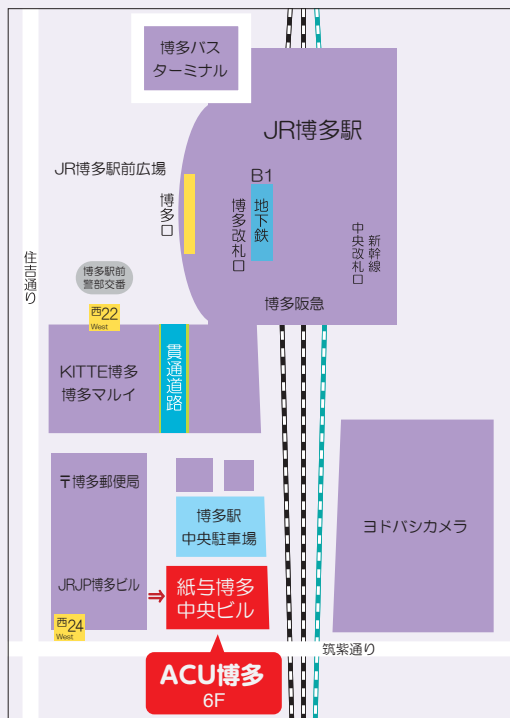 博多バス
ターミナル
JR博多駅
JR博多駅前広場
博多口
B1
地下鉄
博多改札口
新幹線
中央改札口
住吉通り
博多駅前
警部交番
博多阪急
西22
West
KITTE博多
博多マルイ
貫通道路
〒博多郵便局
博多駅
中央駐車場
ヨドバシカメラ
JRJP博多ビル
⇒
紙与博多
中央ビル
西24
West
筑紫通り
ACU博多
6F